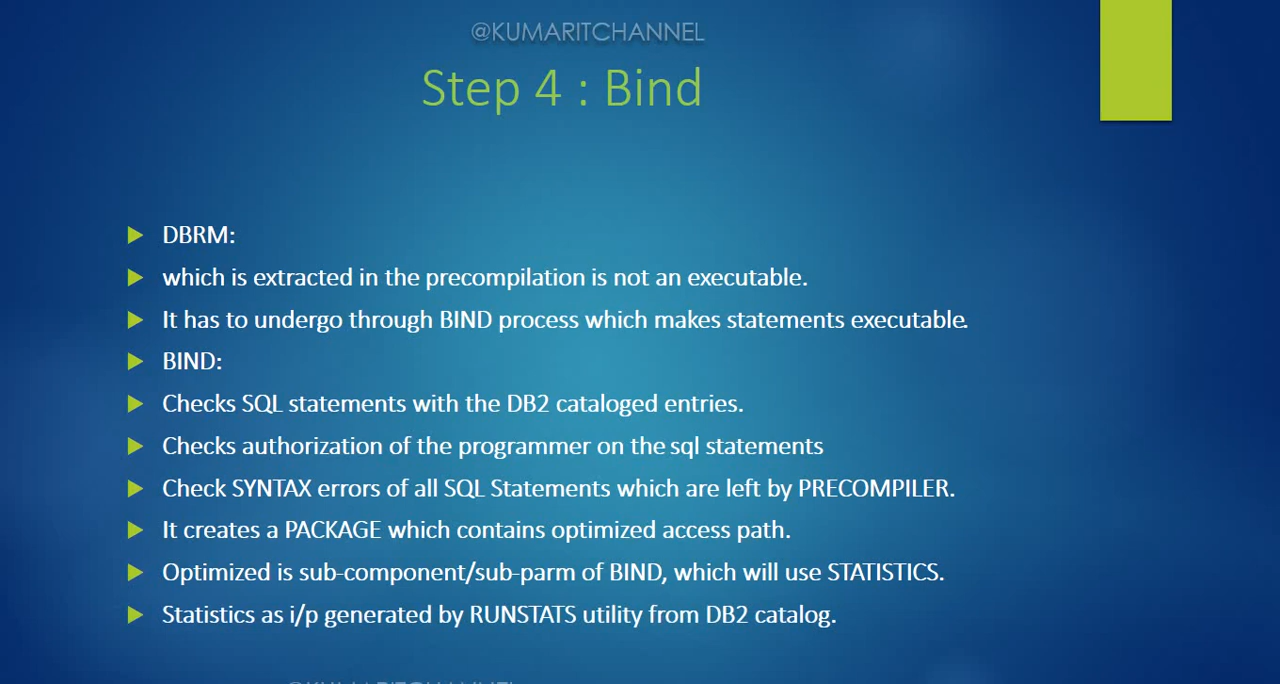 @KUMARITCHANNEL
Step 4 : Bind
DBRM:
which is extracted in the precompilation is not an executable.
It has to undergo through BIND process which makes statements executable.
BIND:
Checks SQL statements with the DB2 cataloged entries.
Checks authorization of the programmer on the sql statements
Check SYNTAX errors of all SQL Statements which are left by PRECOMPILER.
It creates a PACKAGE which contains optimized access path.
Optimized is sub-component/sub-parm of BIND, which will use STATISTICS.
Statistics as i/p generated by RUNSTATS utility from DB2 catalog.
@KUMARITCHANNEL